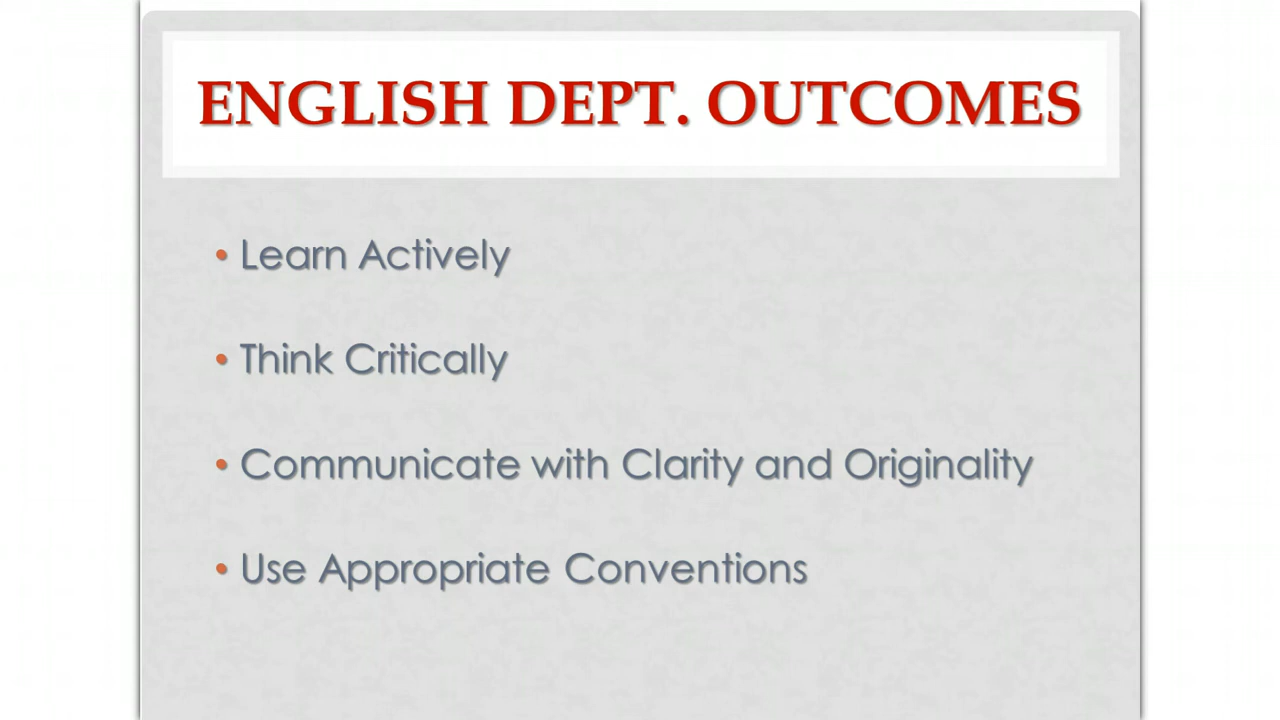 ENGLISH DEPT. OUTCOMES
• Learn Actively
• Think Critically
• Communicate with Clarity and Originality
• Use Appropriate Conventions